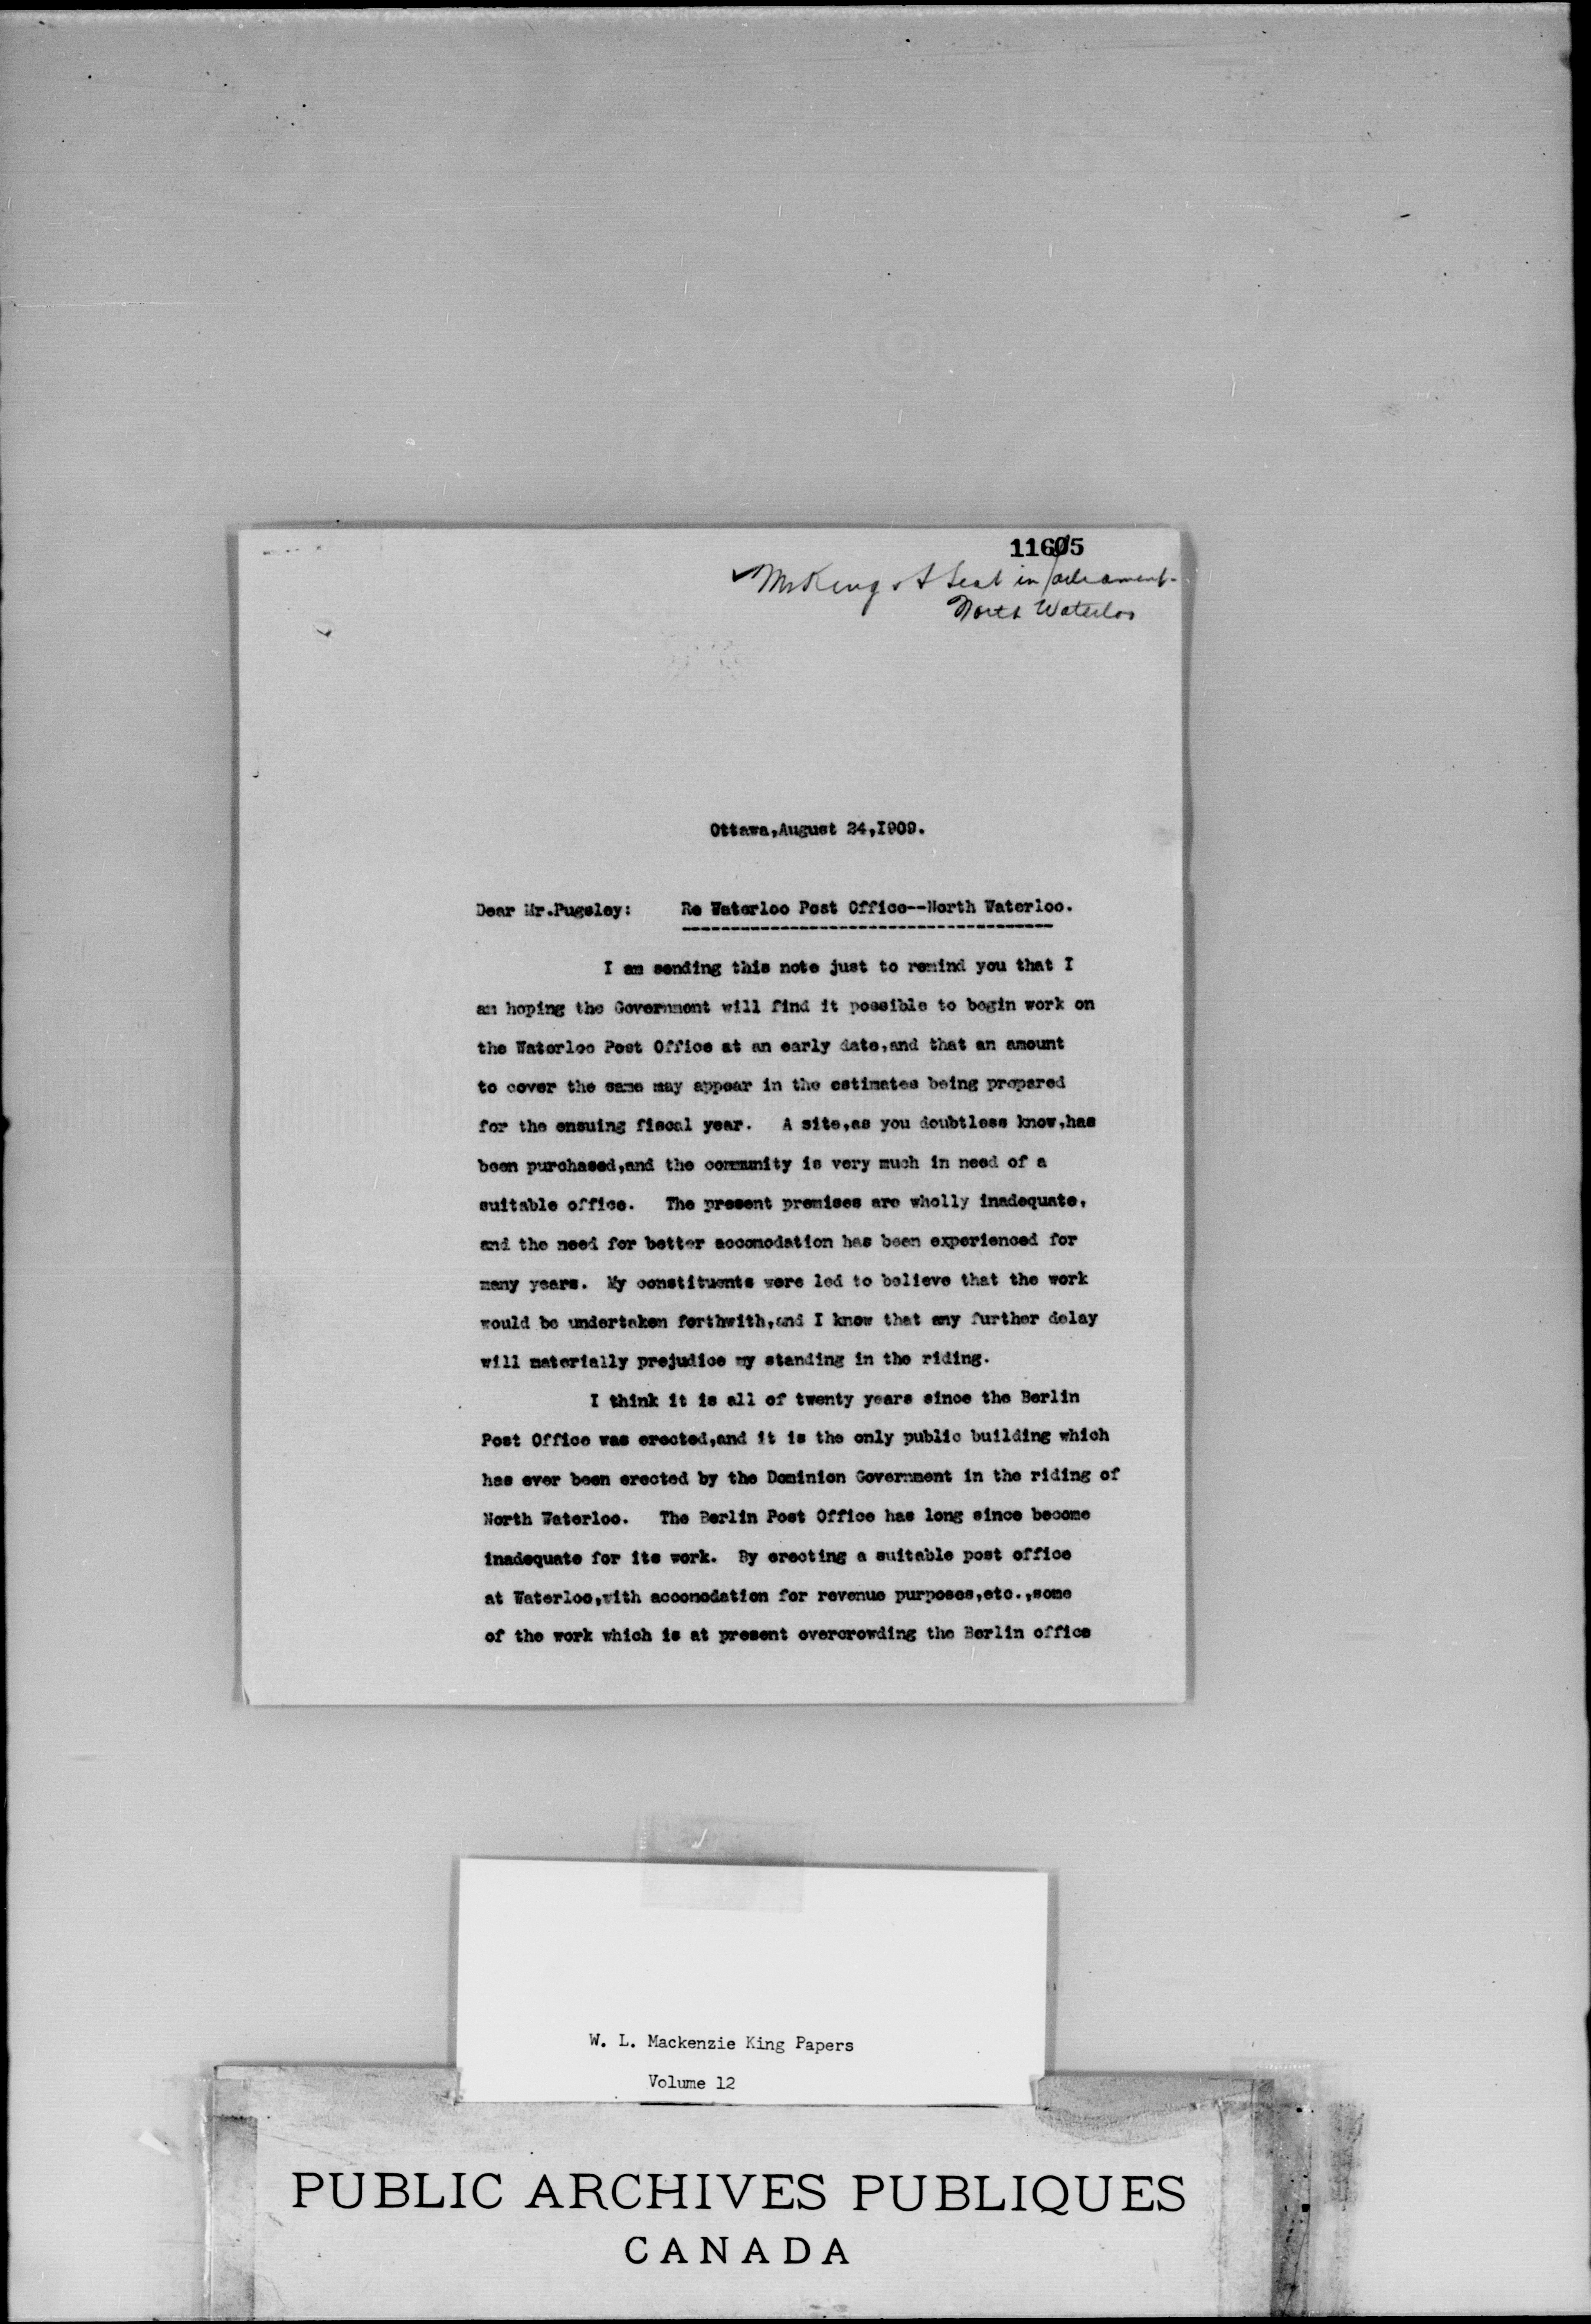 11605
Mr King & A Seat in Parliament-
North Waterloo
Ottawa,August 24,I909.
Dear Mr.Pugsley: Re Waterloo Post Office--North Waterloo.
I am sending this note just to remind you that I
am hoping the Government will find it possible to begin work on
the Waterloo Post Office at an early date,and that an amount
to cover the same may appear in the estimates being prepared
for the ensuing fiscal year. A site,as you doubtless know,has
been purchased,and the community is very much in need of a
suitable office. The present premises are wholly inadequate,
and the need for better accomodation has been experienced for
many years. My constituents were led to believe that the work
would be undertaken forthwith,and I know that any further delay
will materially prejudice my standing in the riding.
I think it is all of twenty years since the Berlin
Post Office was erected,and it is the only public building which
has ever been erected by the Dominion Government in the riding of
North Waterloo. The Berlin Post Office has long since become
inadequate for its work. By erecting a suitable post office
at Waterloo,with accomodation for revenue purposes,etc.,some
of the work which is at present overcrowding the Berlin office
W. L. Mackenzie King Papers
Volume 12
PUBLIC ARCHIVES PUBLIQUES
CANADA